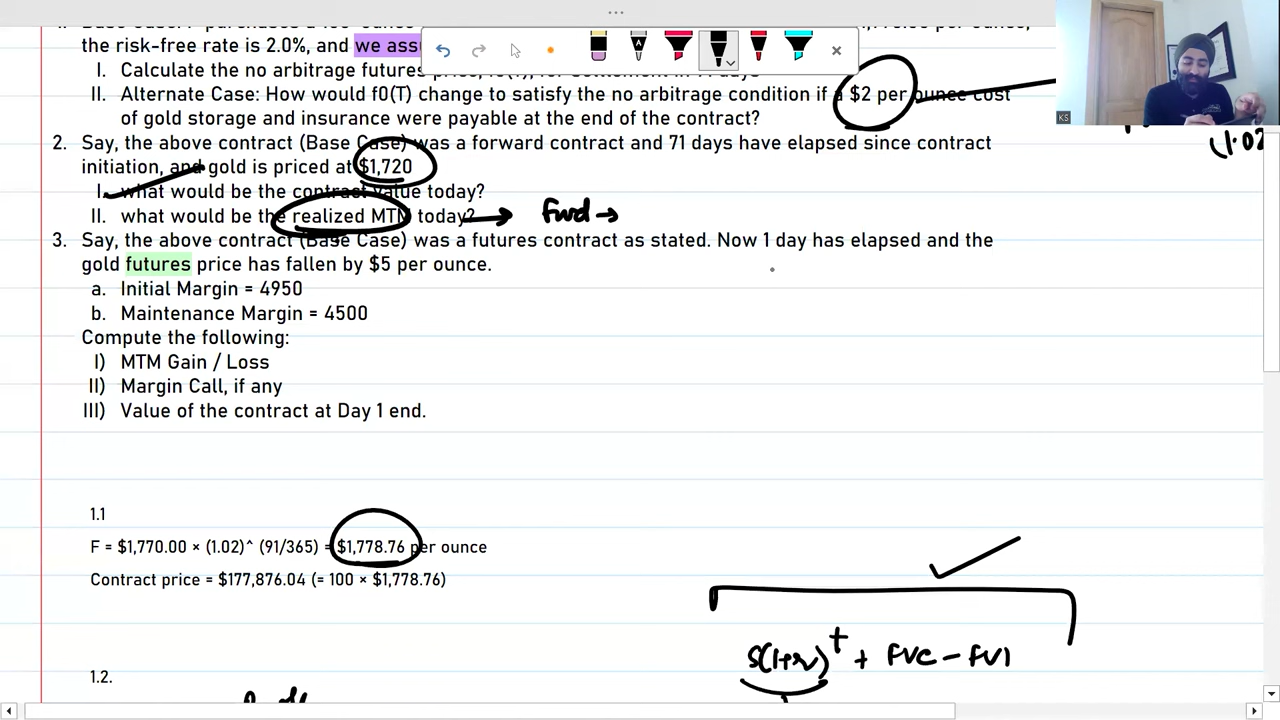 the risk-free rate is 2.0%, and we assu
I. Calculate the no arbitrage futures
II. Alternate Case: How would f0(T) change to satisfy the no arbitrage condition if a $2 per ounce cost
of gold storage and insurance were payable at the end of the contract?
(1.02
2. Say, the above contract (Base Case) was a forward contract and 71 days have elapsed since contract
initiation, and gold is priced at $1,720
I. what would be the contract value today?
II. what would be the realized MTM today? → Fwd →
3. Say, the above contract (Base Case) was a futures contract as stated. Now 1 day has elapsed and the
gold futures price has fallen by $5 per ounce.
a. Initial Margin = 4950
b. Maintenance Margin = 4500
Compute the following:
I) MTM Gain / Loss
II) Margin Call, if any
III) Value of the contract at Day 1 end.
1.1
F = $1,770.00 × (1.02)^ (91/365) = $1,778.76 per ounce
Contract price = $177,876.04 (= 100 × $1,778.76)
S(1+r)^t + FVC – FVI
1.2.
KS